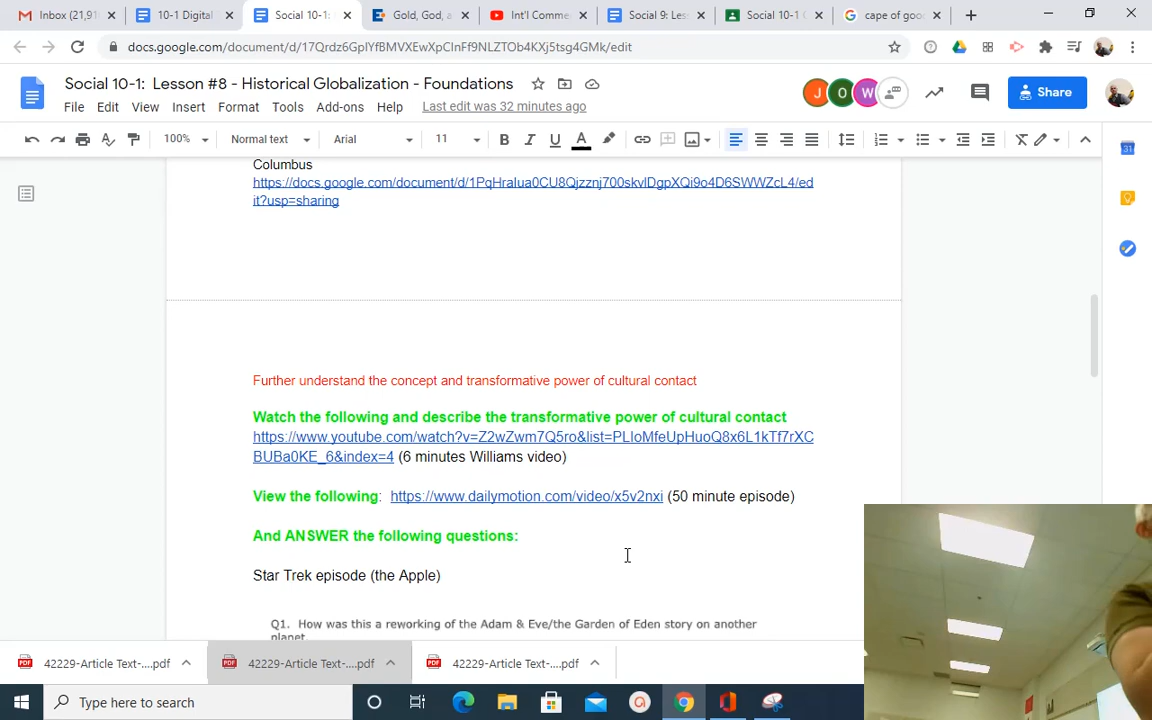 Inbox (21,91
10-1 Digital
Social 10-1:
Gold, God, a
Int'l Comme
Social 9: Les
Social 10-1 (
cape of goo
docs.google.com/document/d/17Qrdz6GplYfBMVXEwXpClnFf9NLZTOb4KXj5tsg4GMk/edit
Social 10-1: Lesson #8 - Historical Globalization - Foundations
File Edit View Insert Format Tools Add-ons Help Last edit was 32 minutes ago
J O W
Share
100% Normal text Arial 11 B I U A
31
Columbus
https://docs.google.com/document/d/1PqHraIua0CU8Qjzznj700skvlDgpXQi9o4D6SWWZcL4/ed
it?usp=sharing
Further understand the concept and transformative power of cultural contact
Watch the following and describe the transformative power of cultural contact
https://www.youtube.com/watch?v=Z2wZwm7Q5ro&list=PLIoMfeUpHuoQ8x6L1kTf7rXC
BUBa0KE_6&index=4 (6 minutes Williams video)
View the following: https://www.dailymotion.com/video/x5v2nxi (50 minute episode)
And ANSWER the following questions:
Star Trek episode (the Apple)
Q1. How was this a reworking of the Adam & Eve/the Garden of Eden story on another
planet.
42229-Article Text-....pdf
42229-Article Text-....pdf
42229-Article Text-....pdf
Type here to search